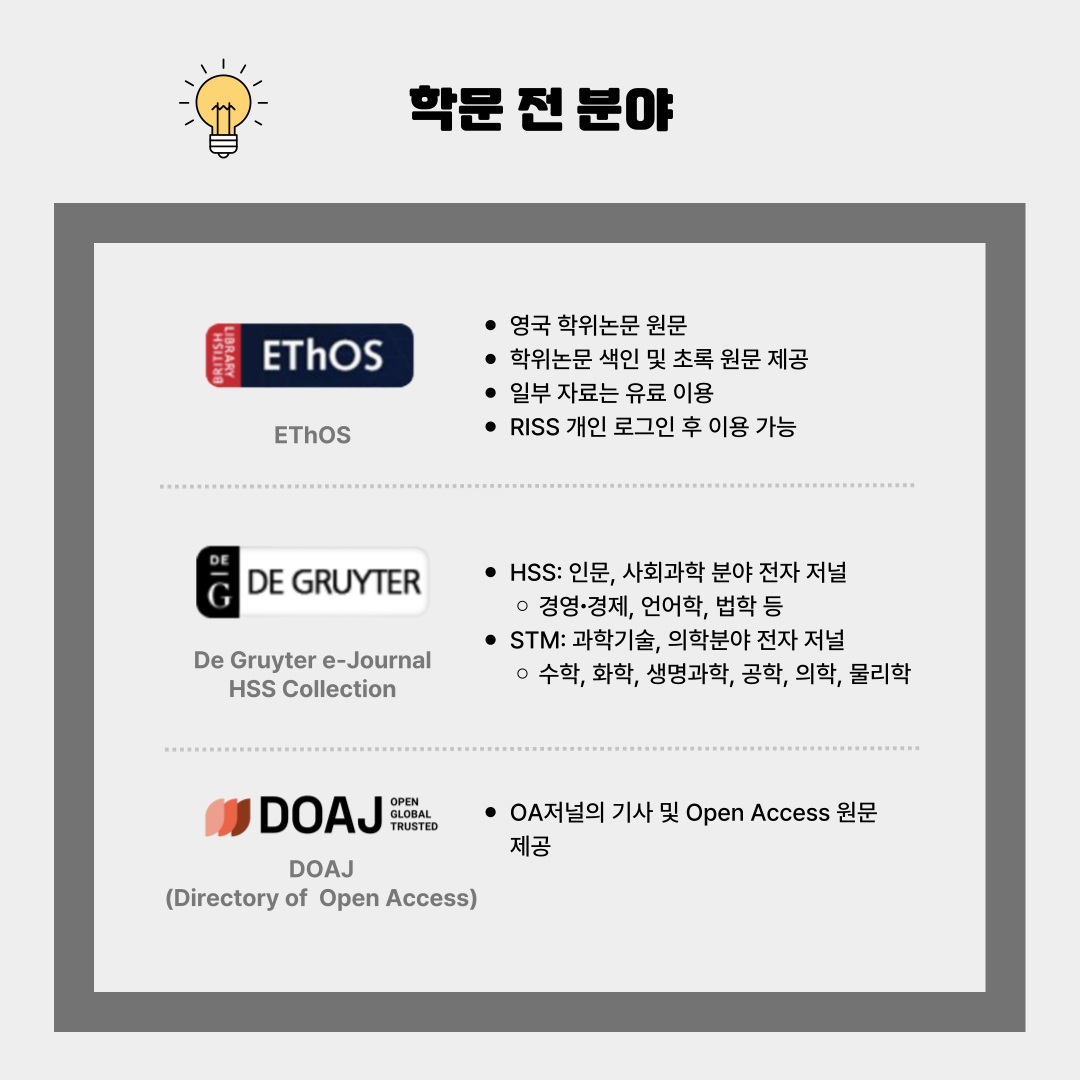 학문 전 분야
BRITISH
LIBRARY
EThOS
EThOS
• 영국 학위논문 원문
• 학위논문 색인 및 초록 원문 제공
• 일부 자료는 유료 이용
• RISS 개인 로그인 후 이용 가능
DE
G
DE GRUYTER
De Gruyter e-Journal
HSS Collection
• HSS: 인문, 사회과학 분야 전자 저널
◦ 경영•경제, 언어학, 법학 등
• STM: 과학기술, 의학분야 전자 저널
◦ 수학, 화학, 생명과학, 공학, 의학, 물리학
DOAJ
OPEN
GLOBAL
TRUSTED
DOAJ
(Directory of Open Access)
• OA저널의 기사 및 Open Access 원문
제공